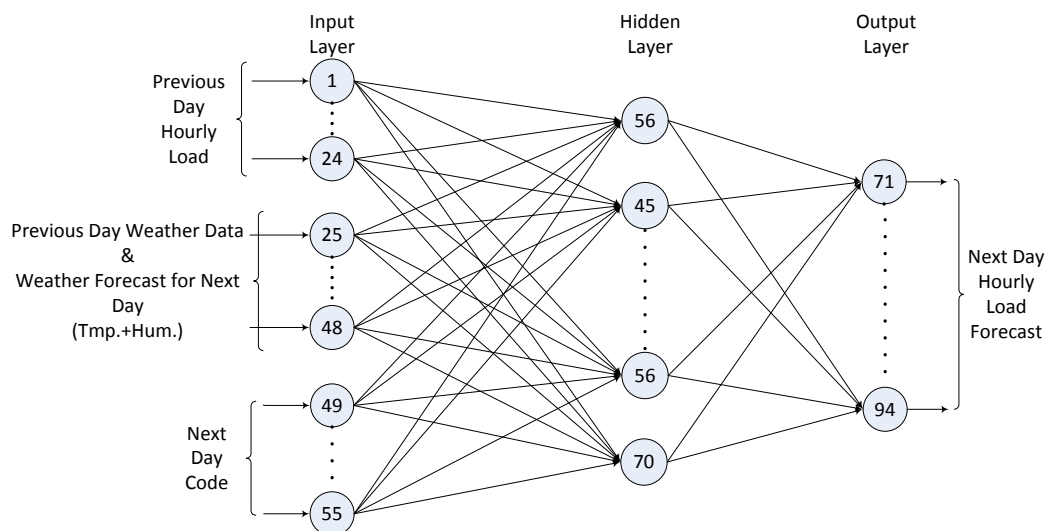 Input
Layer
Hidden
Layer
Output
Layer
Previous
Day
Hourly
Load
1
24
Previous Day Weather Data
&
Weather Forecast for Next
Day
(Tmp.+Hum.)
25
48
Next
Day
Code
49
55
56
45
56
70
71
94
Next Day
Hourly
Load
Forecast